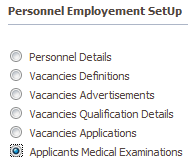 Personnel Employement SetUp
Personnel Details
Vacancies Definitions
Vacancies Advertisements
Vacancies Qualification Details
Vacancies Applications
Applicants Medical Examinations